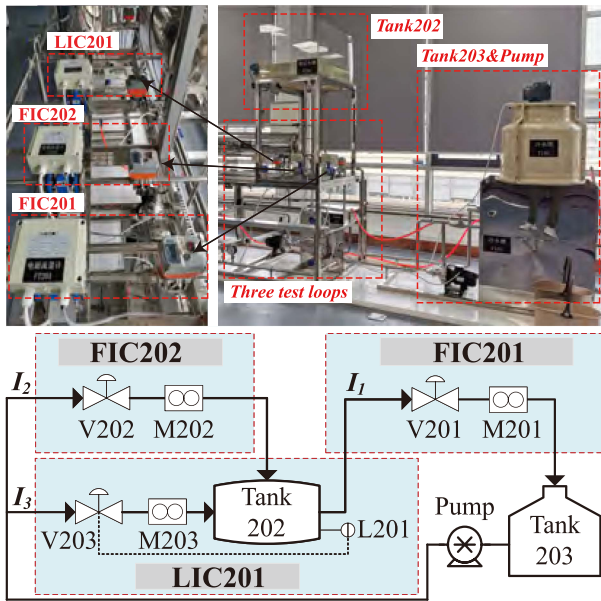 LIC201
FIC202
FIC201
Tank202
Tank203&Pump
Three test loops
FIC202
I2
V202
M202
FIC201
I1
V201
M201
I3
V203
M203
Tank
202
L201
LIC201
Pump
Tank
203